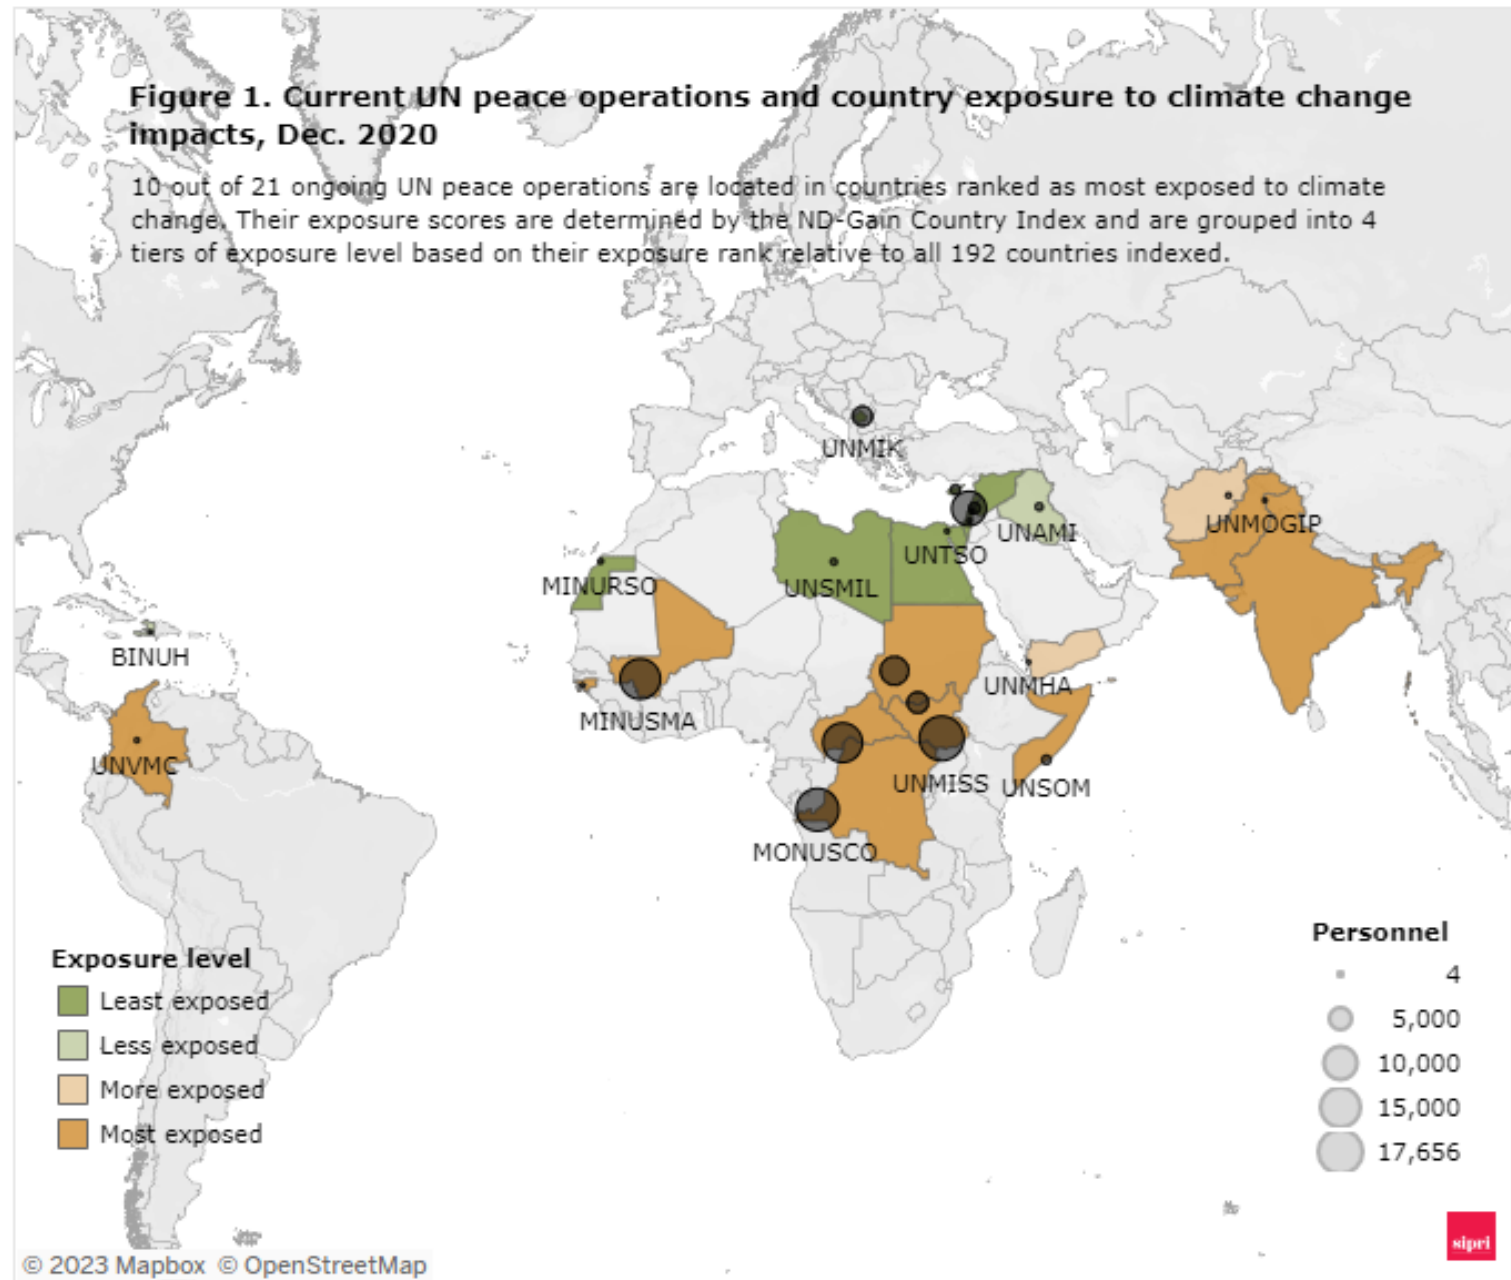 Figure 1. Current UN peace operations and country exposure to climate change
impacts, Dec. 2020
10 out of 21 ongoing UN peace operations are located in countries ranked as most exposed to climate
change. Their exposure scores are determined by the ND-Gain Country Index and are grouped into 4
tiers of exposure level based on their exposure rank relative to all 192 countries indexed.
UNMIK
UNMOGIP
UNAMI
UNTSO
MINURSO
UNSMIL
BINUH
UNMHA
MINUSMA
UNVMC
UNMISS
UNSOM
MONUSCO
Exposure level
Least exposed
Less exposed
More exposed
Most exposed
Personnel
4
5,000
10,000
15,000
17,656
sipri
© 2023 Mapbox © OpenStreetMap